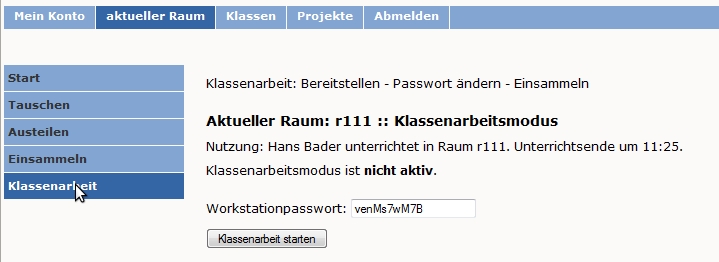 Mein Konto aktueller Raum Klassen Projekte Abmelden
Start
Tauschen
Austeilen
Einsammeln
Klassenarbeit
Klassenarbeit: Bereitstellen - Passwort ändern - Einsammeln
Aktueller Raum: r111 :: Klassenarbeitsmodus
Nutzung: Hans Bader unterrichtet in Raum r111. Unterrichtsende um 11:25.
Klassenarbeitsmodus ist nicht aktiv.
Workstationpasswort: venMs7wM7B
Klassenarbeit starten